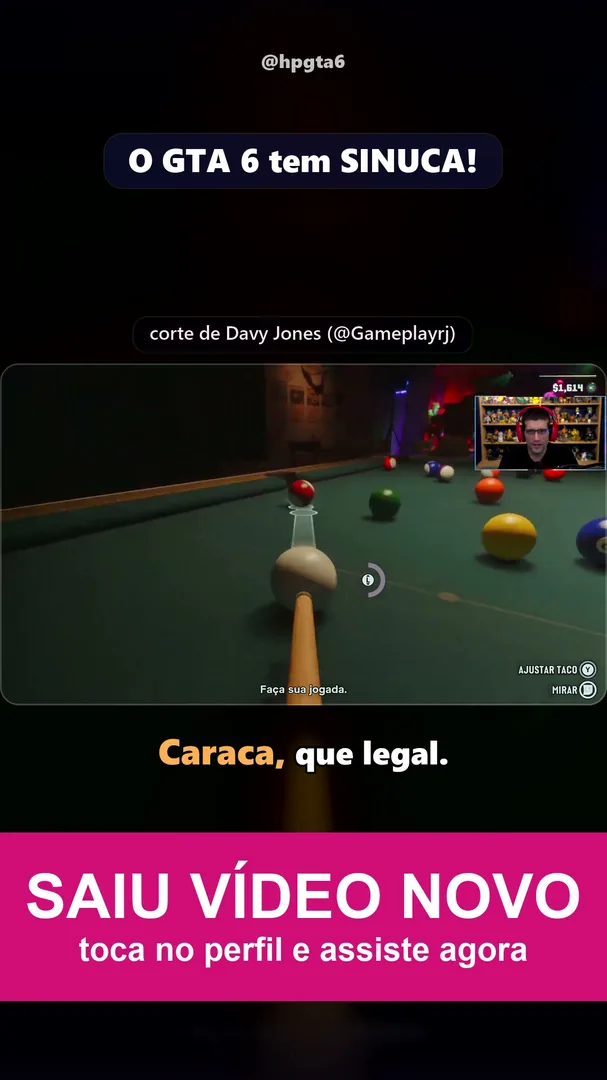 @hpgta6
O GTA 6 tem SINUCA!
corte de Davy Jones (@Gameplayrj)
$1,614
AJUSTAR TACO Y
Faça sua jogada.
MIRAR
Caraca, que legal.
SAIU VÍDEO NOVO
toca no perfil e assiste agora